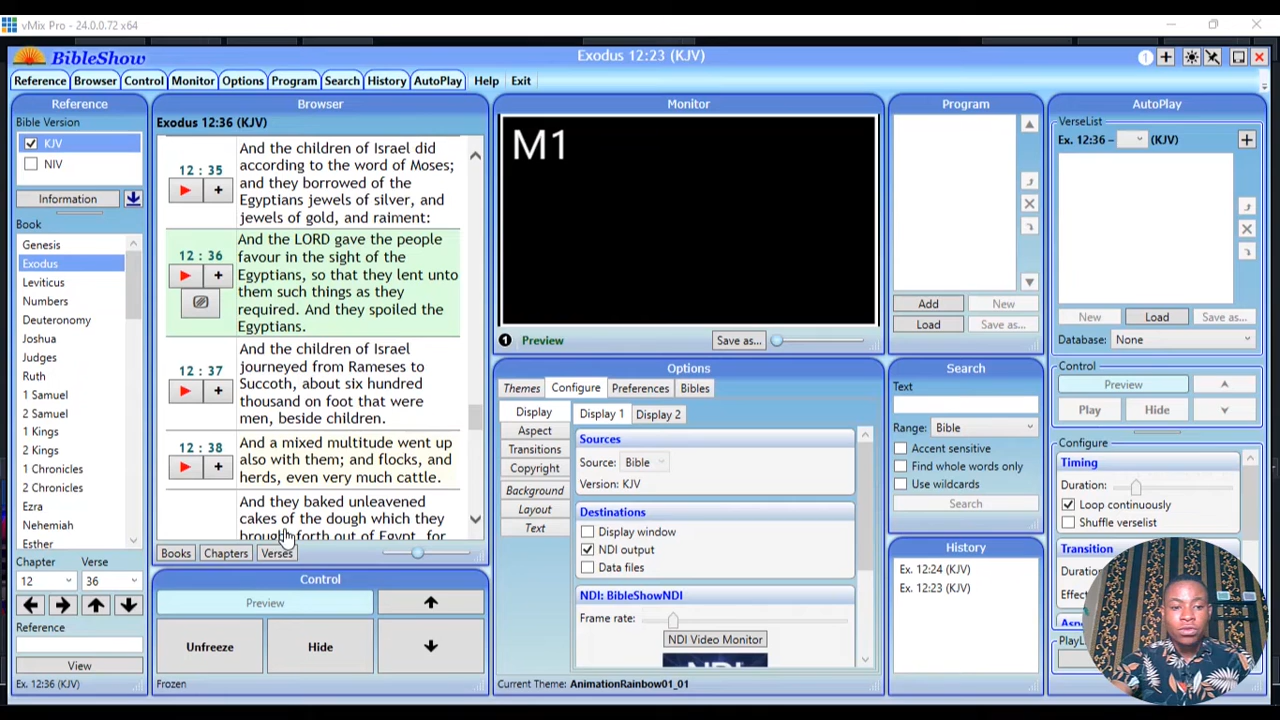 vMix Pro - 24.0.0.72 x64
BibleShow
Exodus 12:23 (KJV)
1
Reference
Browser
Control
Monitor
Options
Program
Search
History
AutoPlay
Help
Exit
Reference
Bible Version
KJV
NIV
Information
Book
Genesis
Exodus
Leviticus
Numbers
Deuteronomy
Joshua
Judges
Ruth
1 Samuel
2 Samuel
1 Kings
2 Kings
1 Chronicles
2 Chronicles
Ezra
Nehemiah
Esther
Chapter
Verse
12
36
Reference
View
Ex. 12:36 (KJV)
Browser
Exodus 12:36 (KJV)
12 : 35
And the children of Israel did
according to the word of Moses;
and they borrowed of the
Egyptians jewels of silver, and
jewels of gold, and raiment:
12 : 36
And the LORD gave the people
favour in the sight of the
Egyptians, so that they lent unto
them such things as they
required. And they spoiled the
Egyptians.
12 : 37
And the children of Israel
journeyed from Rameses to
Succoth, about six hundred
thousand on foot that were
men, beside children.
12 : 38
And a mixed multitude went up
also with them; and flocks, and
herds, even very much cattle.
And they baked unleavened
cakes of the dough which they
brought forth out of Egypt, for
Books
Chapters
Verses
Control
Preview
Unfreeze
Hide
Frozen
Monitor
M1
1
Preview
Save as...
Options
Themes
Configure
Preferences
Bibles
Display
Aspect
Transitions
Copyright
Background
Layout
Text
Display 1
Display 2
Sources
Source:
Bible
Version: KJV
Destinations
Display window
NDI output
Data files
NDI: BibleShowNDI
Frame rate:
NDI Video Monitor
NDI
Current Theme: AnimationRainbow01_01
Program
Add
New
Load
Save as...
Search
Text
Range:
Bible
Accent sensitive
Find whole words only
Use wildcards
Search
History
Ex. 12:24 (KJV)
Ex. 12:23 (KJV)
AutoPlay
VerseList
Ex. 12:36 –
(KJV)
New
Load
Save as...
Database:
None
Control
Preview
Play
Hide
Configure
Timing
Duration:
Loop continuously
Shuffle verselist
Transition